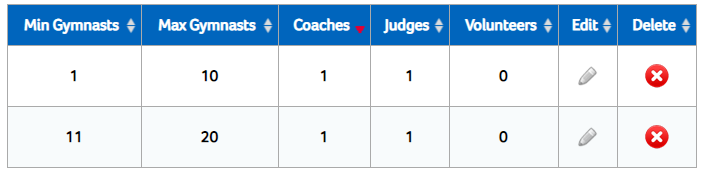 Min Gymnasts Max Gymnasts Coaches Judges Volunteers Edit Delete
1 10 1 1 0
11 20 1 1 0